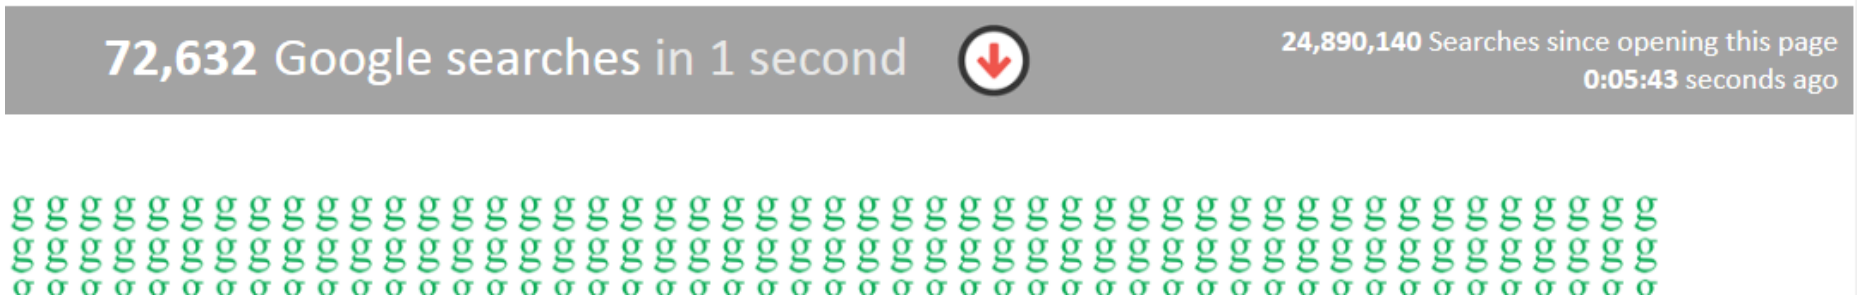 72,632 Google searches in 1 second
24,890,140 Searches since opening this page
0:05:43 seconds ago
g g g g g g g g g g g g g g g g g g g g g g g g g g g g g g g g g g g g g g g g g g g g g g g g g
g g g g g g g g g g g g g g g g g g g g g g g g g g g g g g g g g g g g g g g g g g g g g g g g g
g g g g g g g g g g g g g g g g g g g g g g g g g g g g g g g g g g g g g g g g g g g g g g g g g